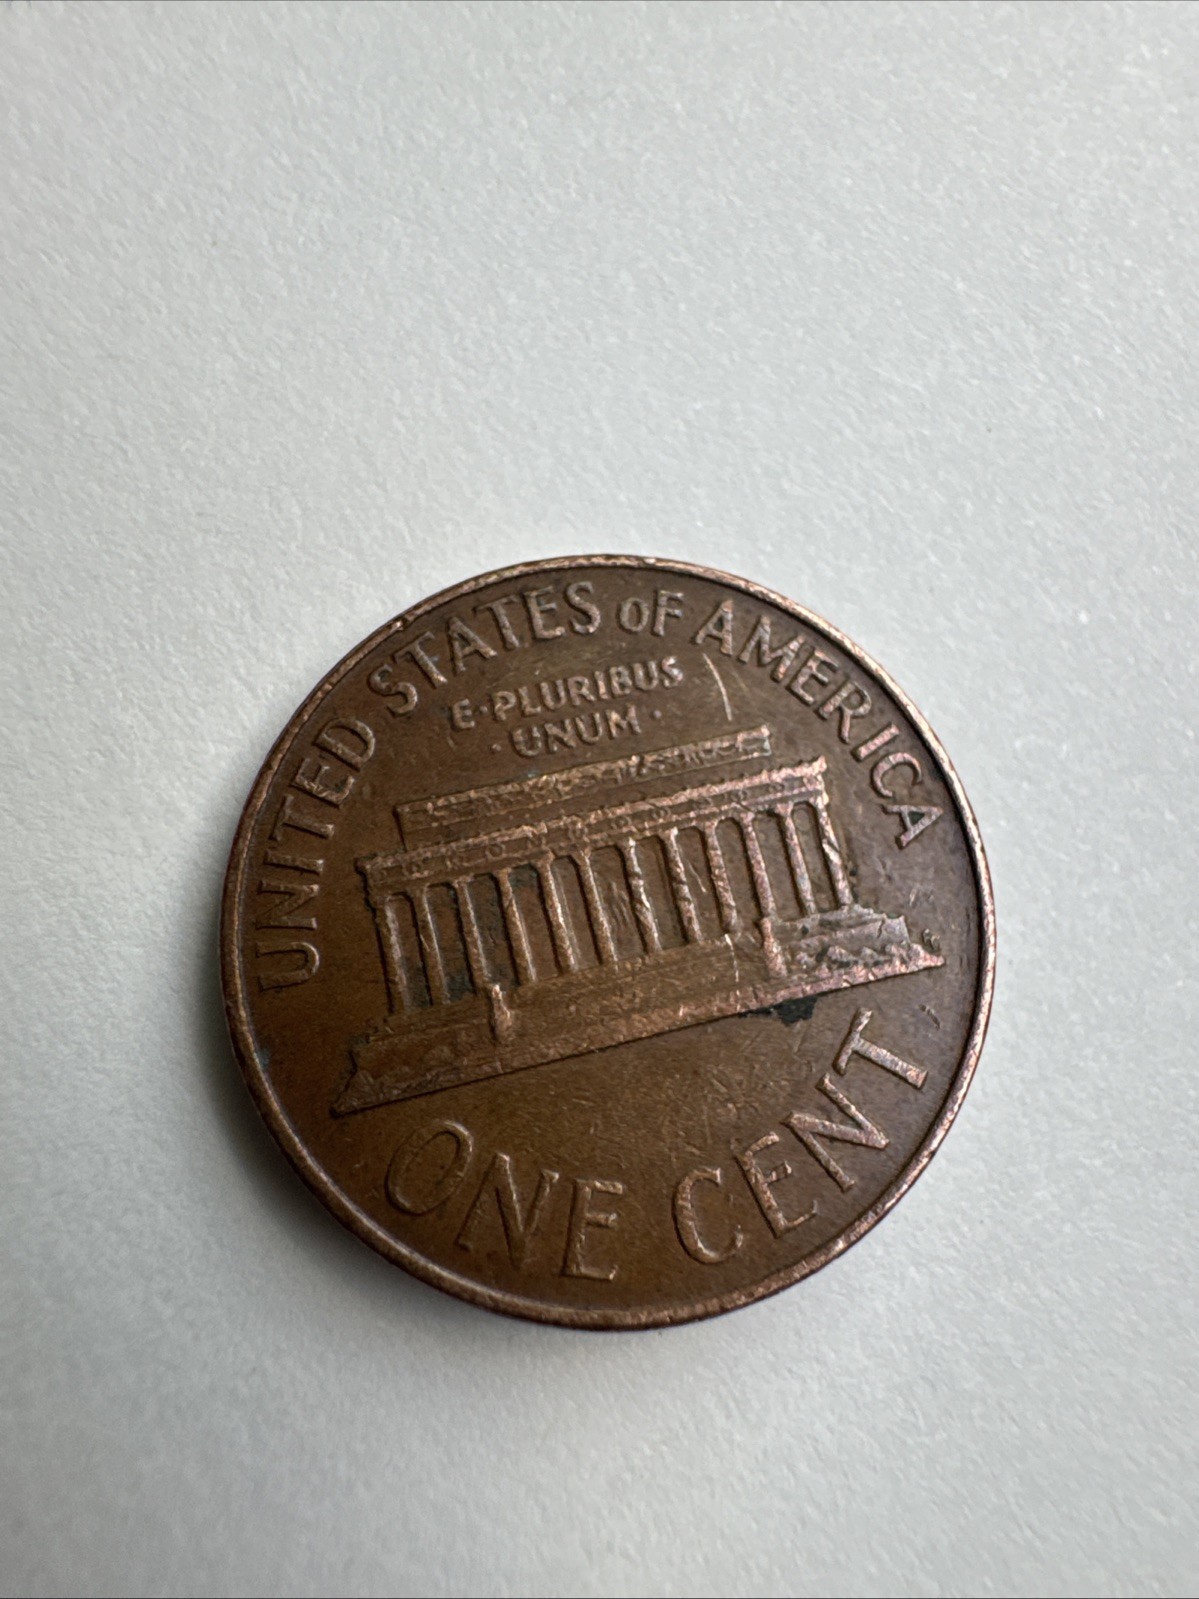 UNITED STATES OF AMERICA
E·PLURIBUS
·UNUM·
ONE CENT